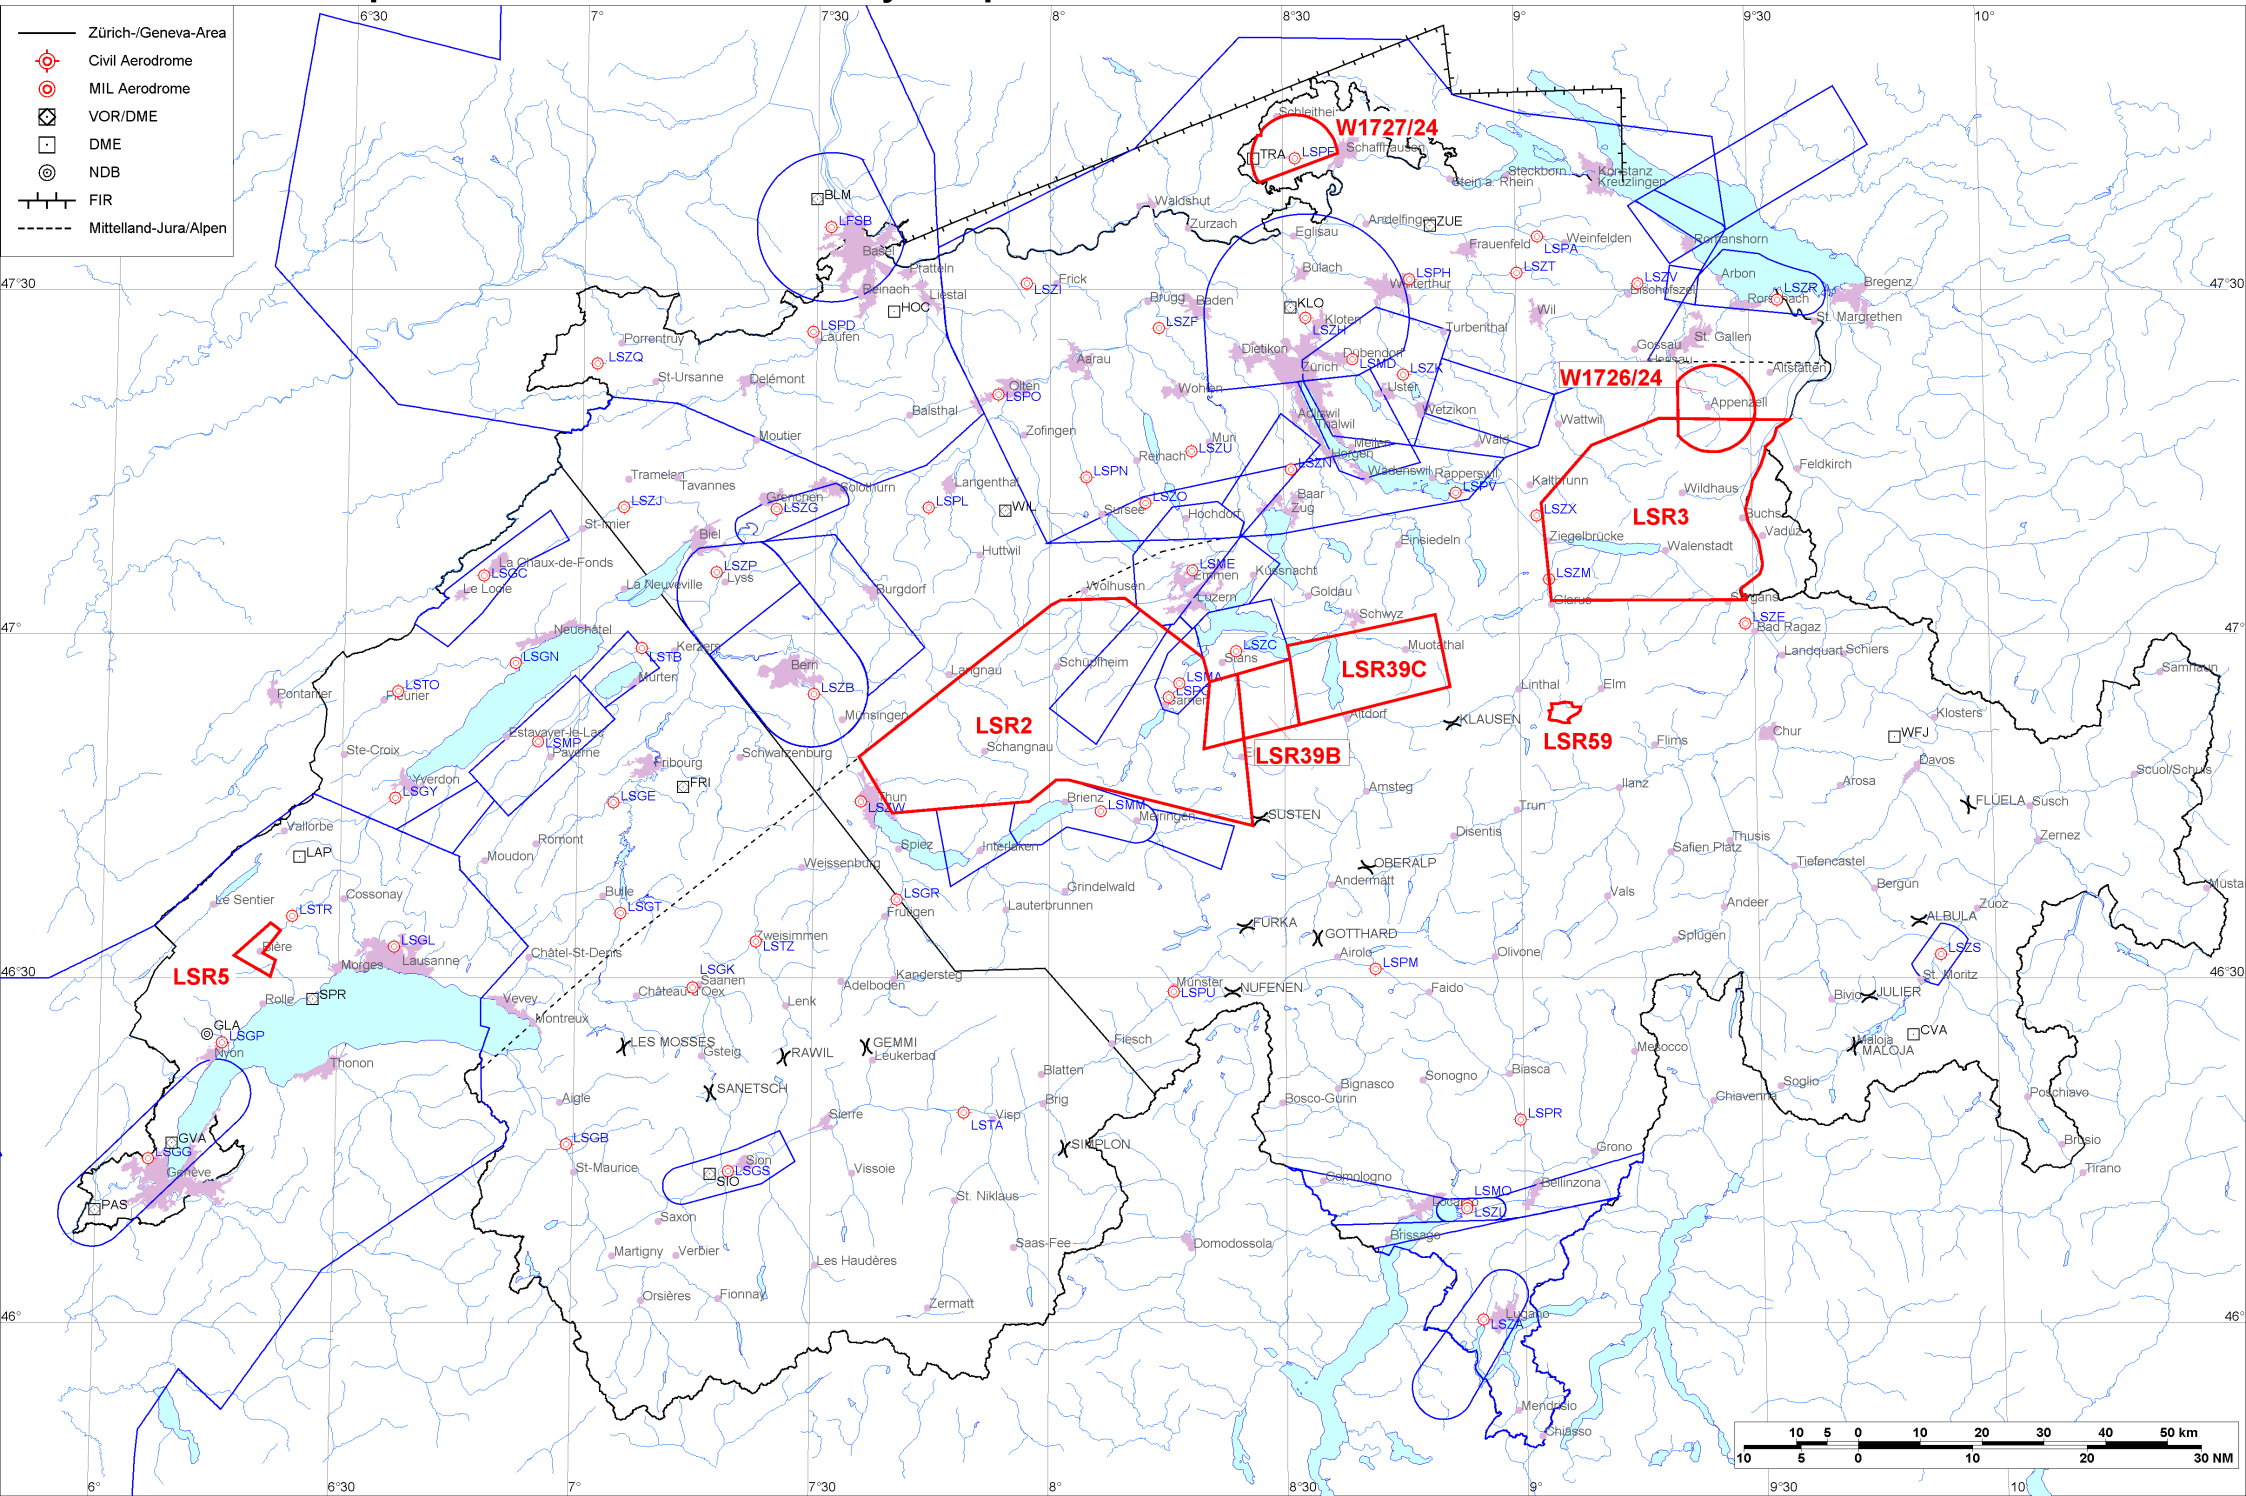 6°30
7°
7°30
8°
8°30
9°
9°30
10°
Zürich-/Geneva-Area
Civil Aerodrome
MIL Aerodrome
VOR/DME
DME
NDB
FIR
Mittelland-Jura/Alpen
Schleitheim
W1727/24
TRA
LSPF
Schaffhausen
Stein a. Rhein
Steckborn
Konstanz
Kreuzlingen
BLM
LFSB
Basel
Waldshut
Zurzach
Eglisau
Andelfingen
ZUE
Frauenfeld
LSPA
Weinfelden
Romanshorn
Pratteln
Reinach
Liestal
HOC
LSZI
Frick
Bülach
LSPH
Winterthur
LSZT
LSZV
Bischofszell
Arbon
LSZR
Rorschach
Bregenz
47°30
47°30
Brugg
Baden
KLO
Kloten
LSZH
LSZF
Turbenthal
Wil
St. Margrethen
St. Gallen
Gossau
Herisau
LSPD
Laufen
Porrentruy
LSZQ
St-Ursanne
Delémont
Aarau
Dietikon
Zürich
Dübendorf
LSMD
LSZK
Uster
Wetzikon
W1726/24
Altstätten
Appenzell
Olten
LSPO
Balsthal
Zofingen
Wohlen
Adliswil
Thalwil
Meilen
Horgen
Wald
Wattwil
Moutier
Muri
LSZU
Reinach
LSPN
LSZN
Wädenswil
Rapperswil
LSPV
Kaltbrunn
Feldkirch
Tramelan
Tavannes
LSZJ
Solothurn
Grenchen
LSZG
Langenthal
LSPL
WIL
LSZO
Sursee
Hochdorf
Baar
Zug
LSZX
Wildhaus
LSR3
Buchs
Vaduz
St-Imier
Biel
Huttwil
Einsiedeln
Ziegelbrücke
Walenstadt
La Chaux-de-Fonds
LSGC
Le Locle
La Neuveville
LSZP
Lyss
Burgdorf
Wolhusen
LSME
Emmen
Luzern
Küssnacht
Goldau
LSZM
Glarus
Sargans
Schwyz
LSZE
Bad Ragaz
47°
47°
Neuchâtel
LSGN
LSTB
Kerzers
Murten
Bern
LSZB
Langnau
Schüpfheim
LSZC
Stans
LSMA
LSPG
Sarnen
LSR39C
Muotathal
Landquart
Schiers
Samnaun
LSTO
Fleurier
Pontarlier
Linthal
Elm
Münsingen
LSR2
Schangnau
Altdorf
KLAUSEN
LSR59
Klosters
WFJ
Flims
Chur
Davos
Ste-Croix
Estavayer-le-Lac
LSMP
Payerne
Fribourg
Schwarzenburg
LSR39B
Arosa
Scuol/Schuls
Yverdon
LSGY
FRI
LSGE
Thun
LSZW
Brienz
LSMM
Meiringen
SUSTEN
Amsteg
Trun
Ilanz
FLÜELA
Susch
Vallorbe
Romont
Moudon
Disentis
Thusis
Safien Platz
Zernez
LAP
Spiez
Interlaken
Weissenburg
OBERALP
Andermatt
Tiefencastel
Bergün
Müstair
Le Sentier
Cossonay
Bulle
LSGT
LSGR
Frutigen
Grindelwald
Lauterbrunnen
Vals
Andeer
Zuoz
ALBULA
LSTR
Bière
LSR5
LSGL
Lausanne
Morges
Châtel-St-Denis
Zweisimmen
LSTZ
FURKA
GOTTHARD
Airolo
Olivone
Splügen
LSZS
St. Moritz
46°30
46°30
LSGK
Saanen
Château-d'Oex
Kandersteg
Adelboden
LSPM
Münster
LSPU
NUFENEN
Faido
Bivio
JULIER
Rolle
SPR
Vevey
Montreux
Lenk
GLA
LSGP
Nyon
Thonon
LES MOSSES
Gsteig
RAWIL
GEMMI
Leukerbad
Fiesch
Mesocco
Maloja
MALOJA
CVA
SANETSCH
Blatten
Brig
Bignasco
Sonogno
Biasca
Bosco-Gurin
Soglio
Chiavenna
Poschiavo
Aigle
Sierre
LSTA
Visp
LSPR
GVA
LSGG
Genève
LSGB
St-Maurice
Sion
LSGS
SIO
Vissoie
SIMPLON
Grono
Brusio
Tirano
PAS
Comologno
LSMO
Locarno
LSZL
Bellinzona
St. Niklaus
Saxon
Martigny
Verbier
Les Haudères
Saas-Fee
Domodossola
Brissago
Orsières
Fionnay
Zermatt
46°
46°
Lugano
LSZA
Mendrisio
Chiasso
10 5 0 10 20 30 40 50 km
10 5 0 10 20 30 NM
6°
6°30
7°
7°30
8°
8°30
9°
9°30
10°